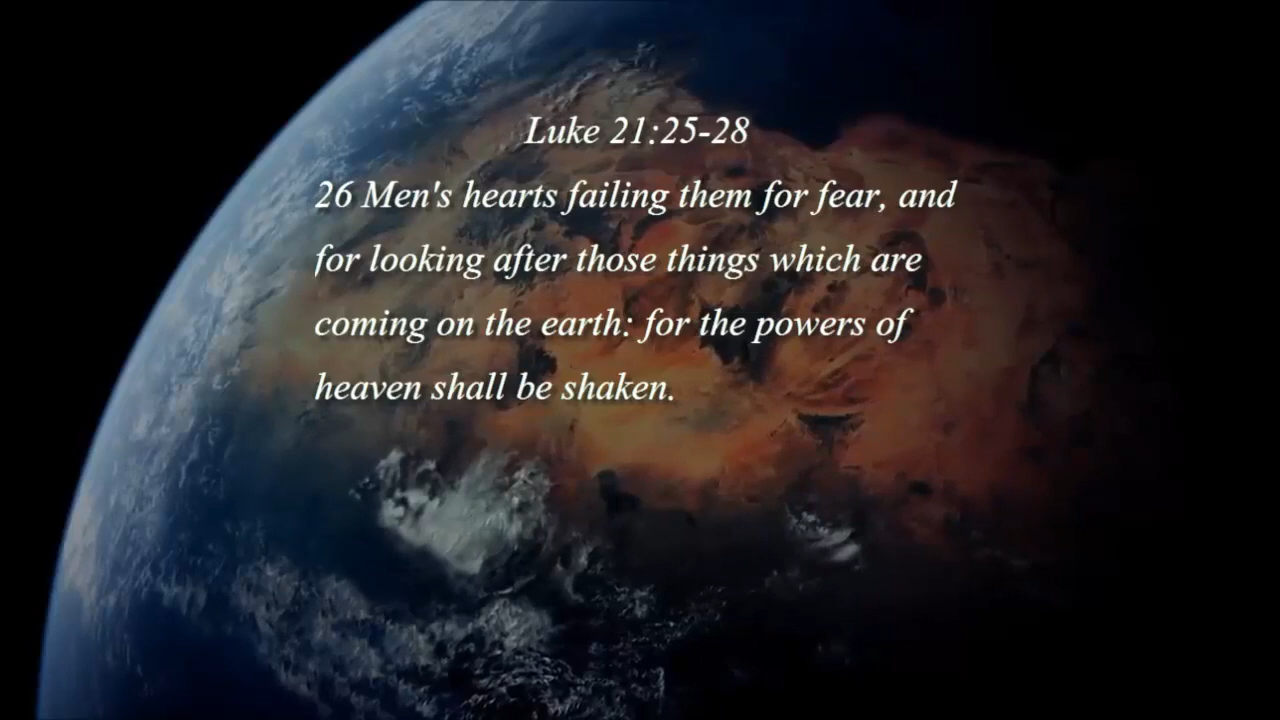 Luke 21:25-28
26 Men's hearts failing them for fear, and
for looking after those things which are
coming on the earth: for the powers of
heaven shall be shaken.